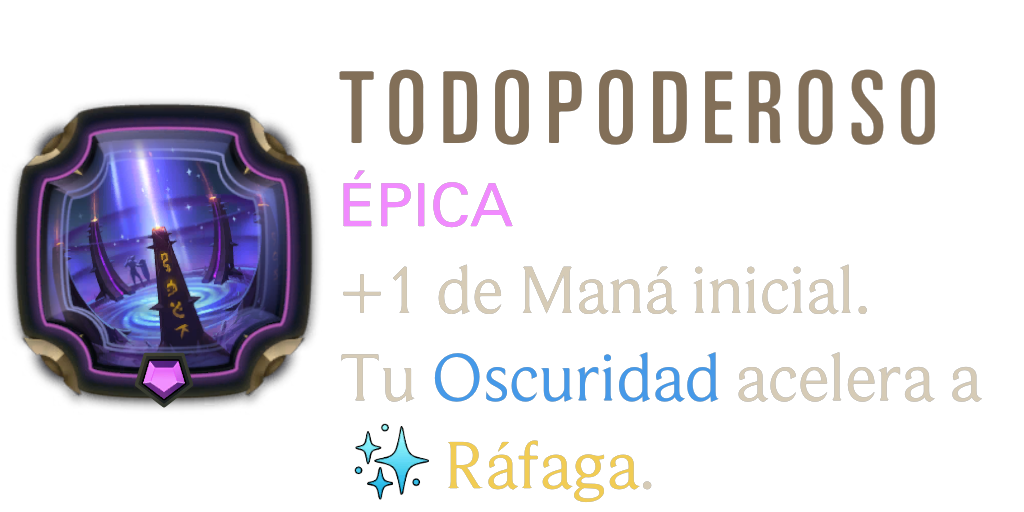 TODOPODEROSO
ÉPICA
+1 de Maná inicial.
Tu Oscuridad acelera a
Ráfaga.